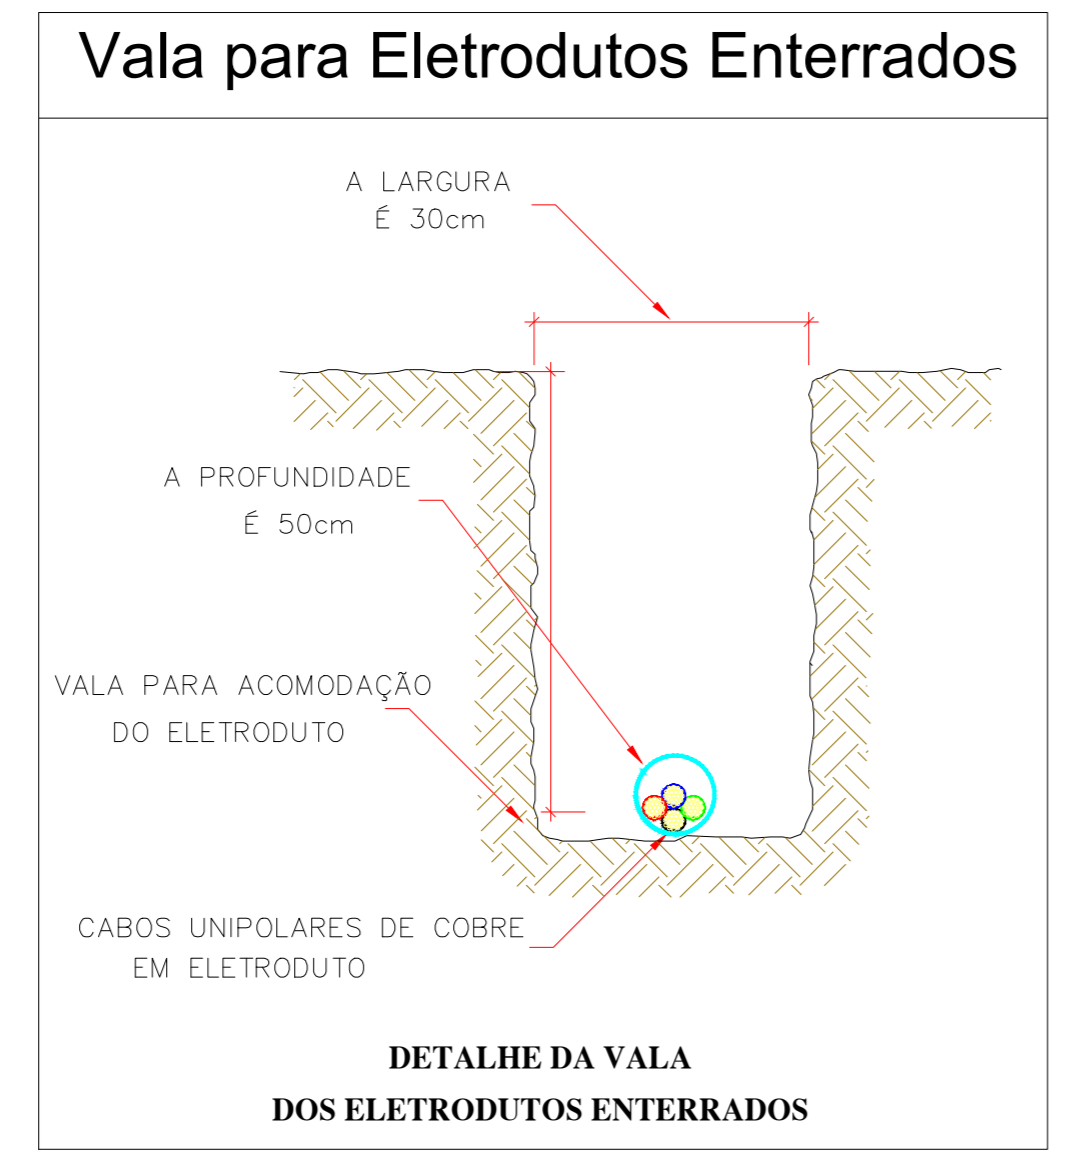 Vala para Eletrodutos Enterrados
A LARGURA
É 30cm
A PROFUNDIDADE
É 50cm
VALA PARA ACOMODAÇÃO
DO ELETRODUTO
CABOS UNIPOLARES DE COBRE
EM ELETRODUTO
DETALHE DA VALA
DOS ELETRODUTOS ENTERRADOS